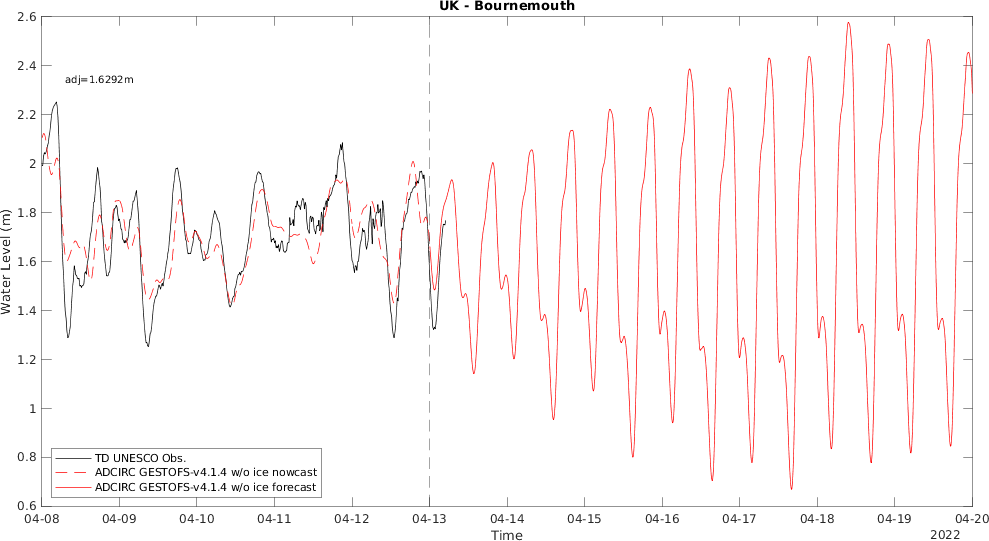 UK - Bournemouth
adj=1.6292m
Water Level (m)
2.6
2.4
2.2
2
1.8
1.6
1.4
1.2
1
0.8
0.6
TD UNESCO Obs.
ADCIRC GESTOFS-v4.1.4 w/o ice nowcast
ADCIRC GESTOFS-v4.1.4 w/o ice forecast
04-08 04-09 04-10 04-11 04-12 04-13 04-14 04-15 04-16 04-17 04-18 04-19 04-20
Time
2022